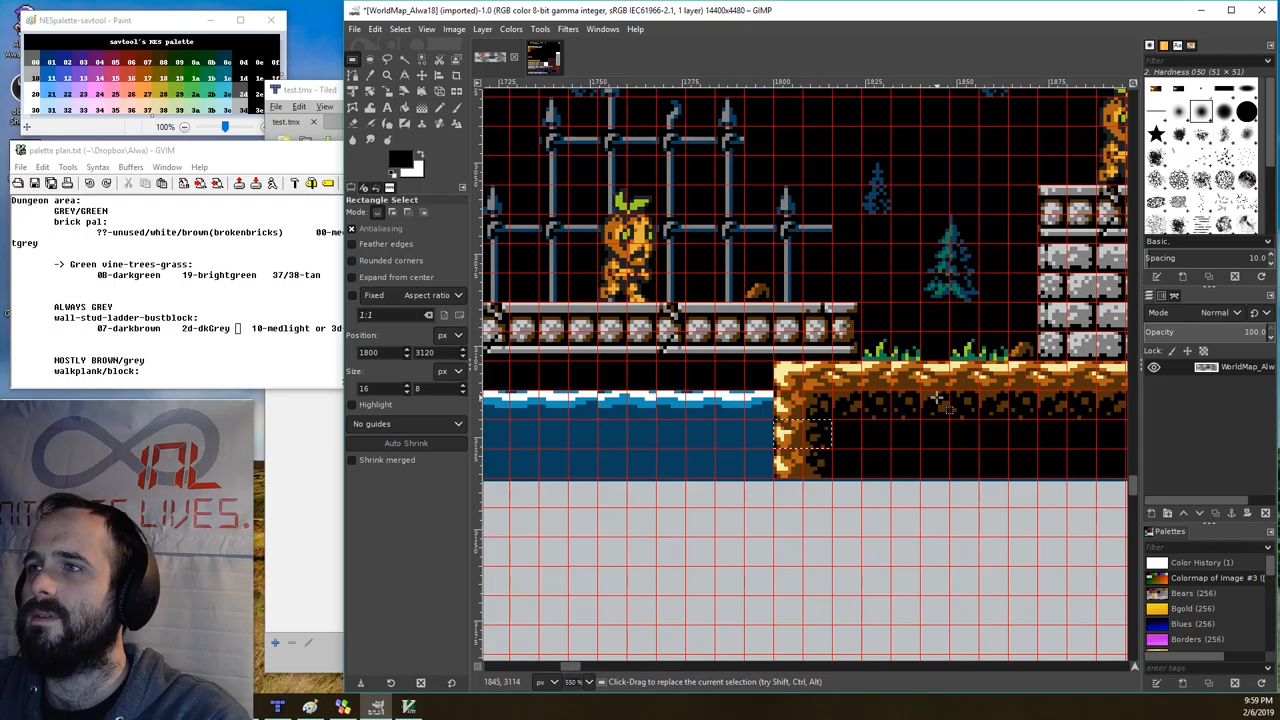 NESpalette-savtool - Paint
savtool's NES palette
00 01 02 03 04 05 06 07 08 09 0a 0b 0c 0d 0e 0f
10 11 12 13 14 15 16 17 18 19 1a 1b 1c 1d 1e 1f
20 21 22 23 24 25 26 27 28 29 2a 2b 2c 2d 2e 2f
30 31 32 33 34 35 36 37 38 39 3a 3b 3c 3d 3e 3f
100%
test.tmx - Tiled
File Edit View
test.tmx
palette plan.txt (~\Dropbox\Alwa) - GVIM
File Edit Tools Syntax Buffers Window Help
Dungeon area:
GREY/GREEN
brick pal:
??-unused/white/brown(brokenbricks) 00-med
tgrey
-> Green vine-trees-grass:
0B-darkgreen 19-brightgreen 37/38-tan
ALWAYS GREY
wall-stud-ladder-bustblock:
07-darkbrown 2d-dkGrey 10-medlight or 3d
MOSTLY BROWN/grey
walkplank/block:
*[WorldMap_Alwa18] (imported)-1.0 (RGB color 8-bit gamma integer, sRGB IEC61966-2.1, 1 layer) 14400x4480 – GIMP
File Edit Select View Image Layer Colors Tools Filters Windows Help
1725 1750 1775 1800 1825 1850 1875
Rectangle Select
Mode:
Antialiasing
Feather edges
Rounded corners
Expand from center
Fixed Aspect ratio
1:1
Position: px
1800 3120
Size: px
16 8
Highlight
No guides
Auto Shrink
Shrink merged
1845, 3114 px 550 % Click-Drag to replace the current selection (try Shift, Ctrl, Alt)
filter
2. Hardness 050 (51 × 51)
Basic,
Spacing 10.0
Mode Normal
Opacity 100.0
Lock:
WorldMap_Alw
Palettes
filter
Color History (1)
Colormap of Image #3 (
Bears (256)
Bgold (256)
Blues (256)
Borders (256)
enter tags
9:59 PM
2/6/2019